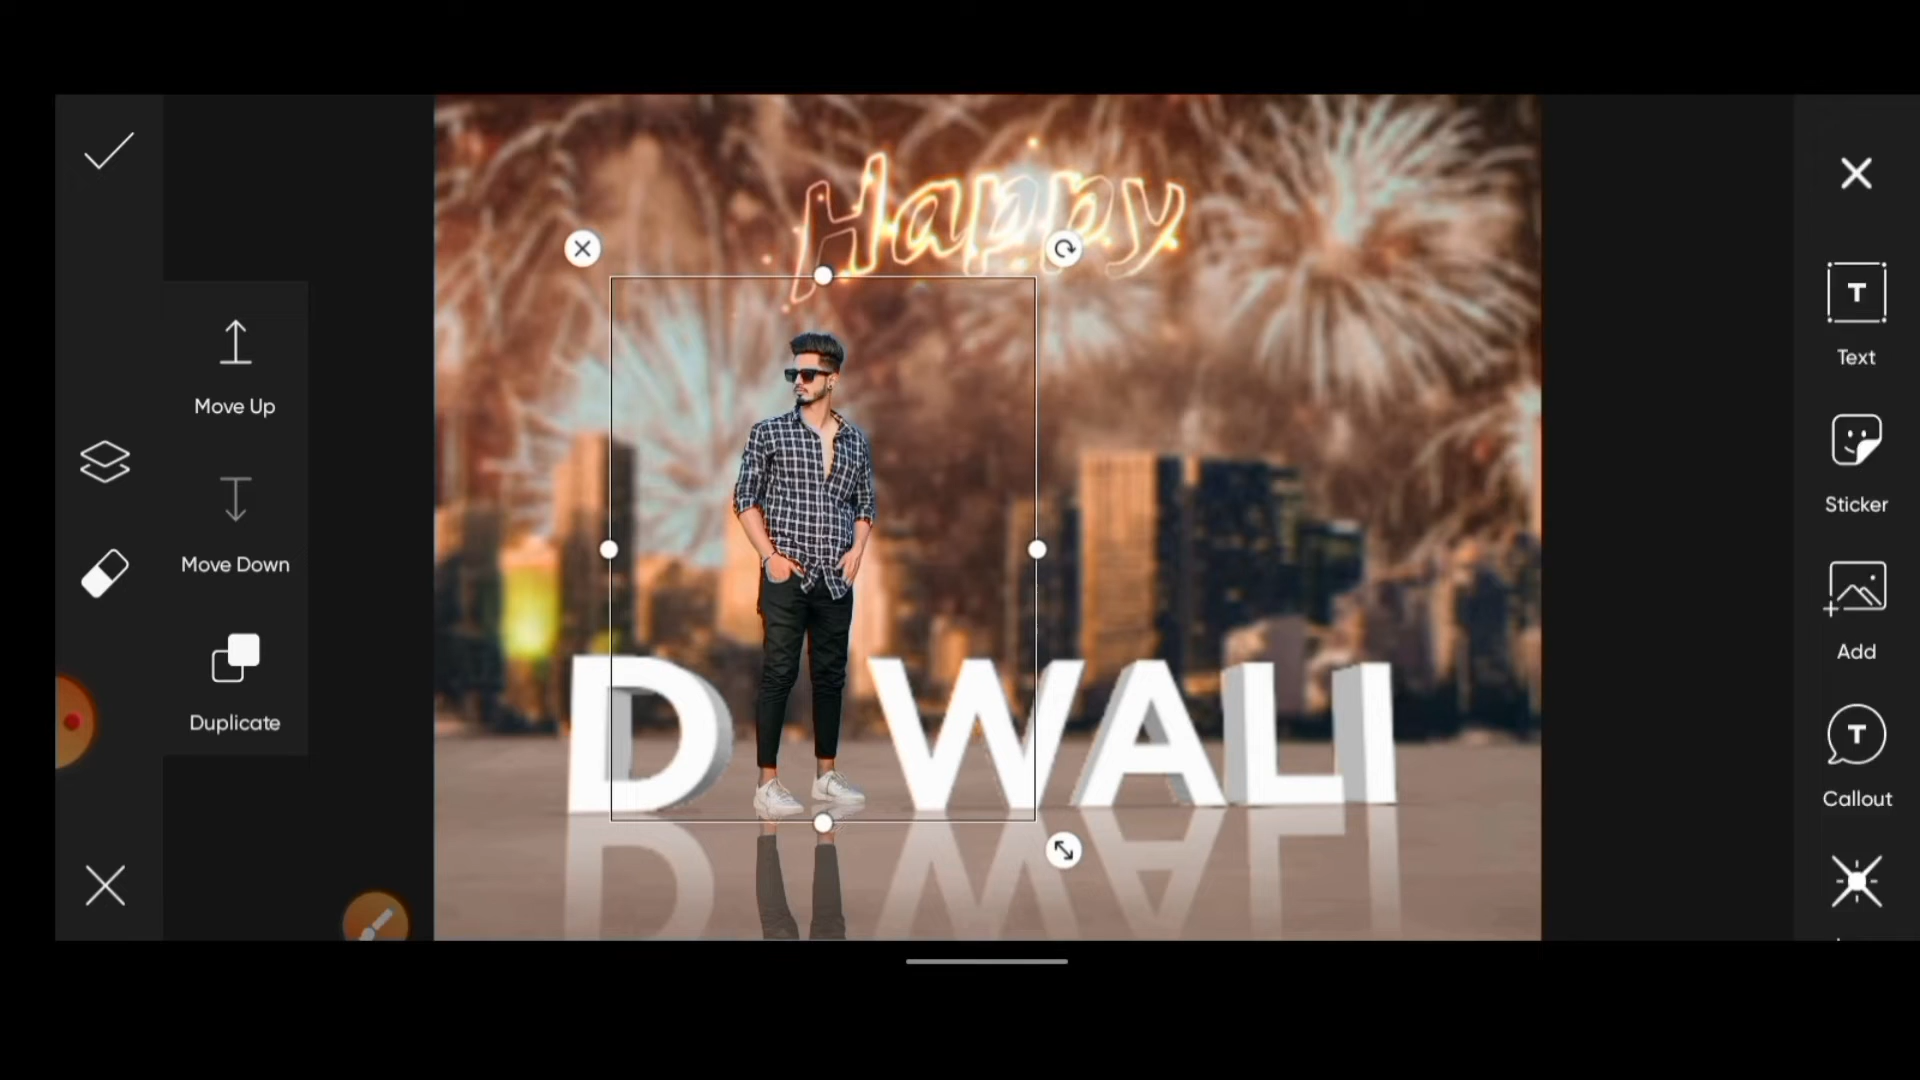 Happy
Text
Move Up
Sticker
Move Down
Add
D WALI
Duplicate
Callout